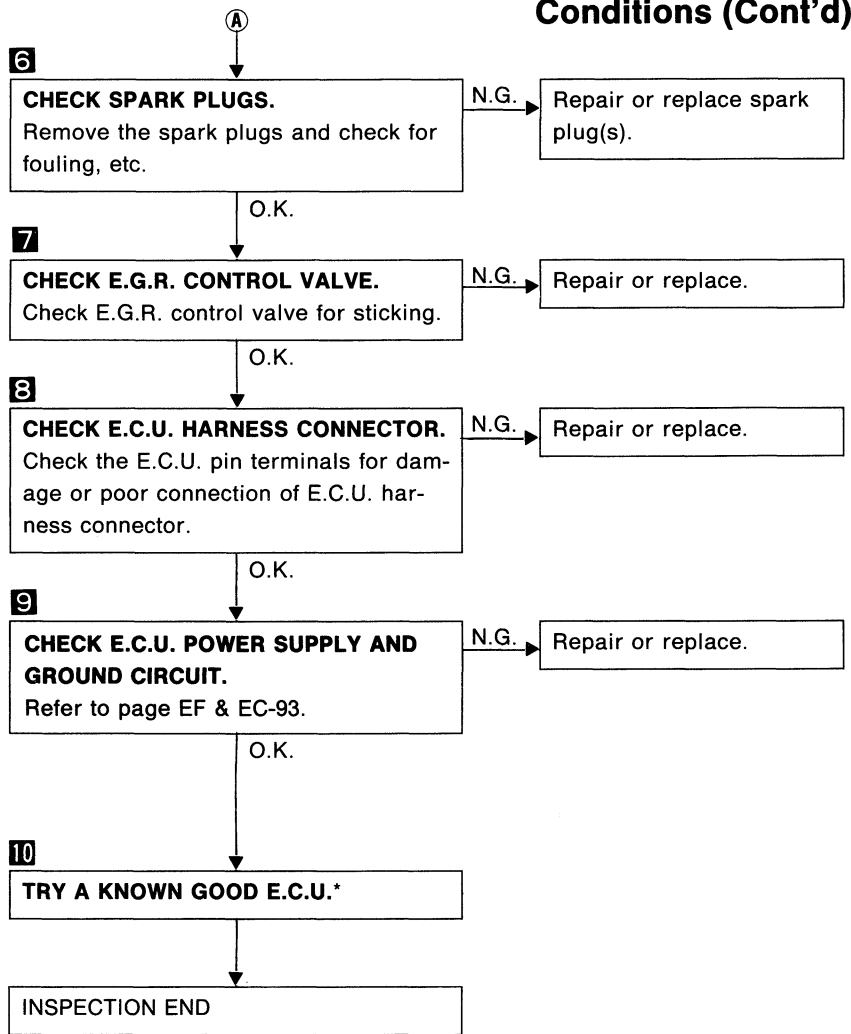 Conditions (Cont'd)
Ⓐ
6
CHECK SPARK PLUGS.
Remove the spark plugs and check for
fouling, etc.
N.G.
Repair or replace spark
plug(s).
O.K.
7
CHECK E.G.R. CONTROL VALVE.
Check E.G.R. control valve for sticking.
N.G.
Repair or replace.
O.K.
8
CHECK E.C.U. HARNESS CONNECTOR.
Check the E.C.U. pin terminals for dam-
age or poor connection of E.C.U. har-
ness connector.
N.G.
Repair or replace.
O.K.
9
CHECK E.C.U. POWER SUPPLY AND
GROUND CIRCUIT.
Refer to page EF & EC-93.
N.G.
Repair or replace.
O.K.
10
TRY A KNOWN GOOD E.C.U.*
INSPECTION END